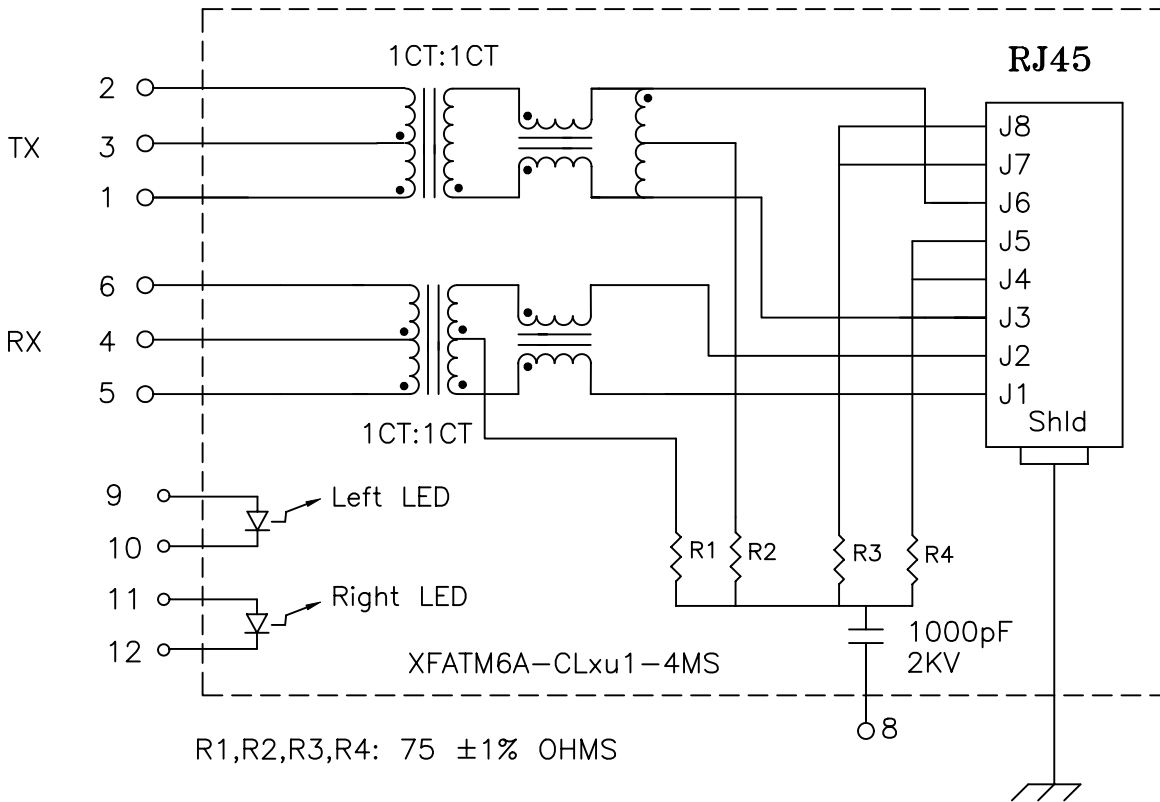 1CT:1CT
RJ45
TX
2
3
1
J8
J7
J6
J5
J4
J3
J2
J1
Shld
RX
6
4
5
1CT:1CT
9
10
Left LED
11
12
Right LED
R1
R2
R3
R4
1000pF
2KV
XFATM6A-CLxu1-4MS
8
R1,R2,R3,R4: 75 ±1% OHMS